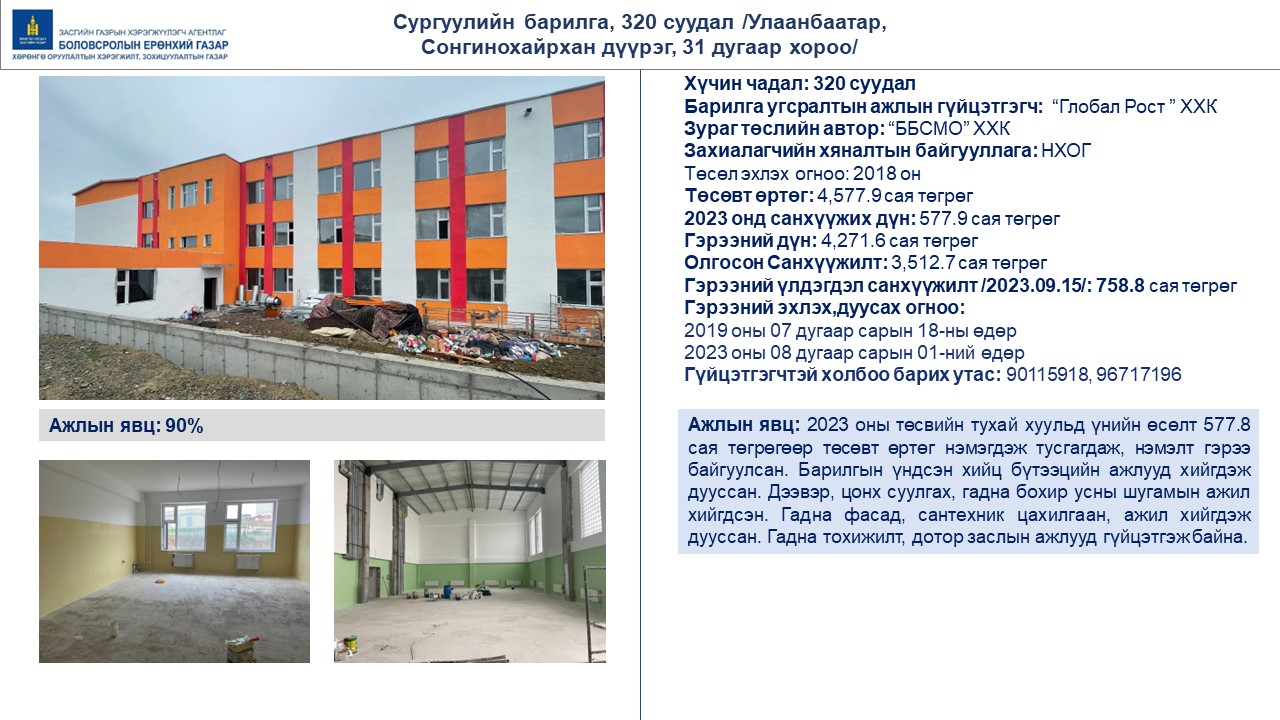 ЗАСГИЙН ГАЗРЫН ХЭРЭГЖҮҮЛЭГЧ АГЕНТЛАГ
БОЛОВСРОЛЫН ЕРӨНХИЙ ГАЗАР
ХӨРӨНГӨ ОРУУЛАЛТЫН ХЭРЭГЖИЛТ, ЗОХИЦУУЛАЛТЫН ГАЗАР
Сургуулийн барилга, 320 суудал /Улаанбаатар,
Сонгинохайрхан дүүрэг, 31 дугаар хороо/
Хүчин чадал: 320 суудал
Барилга угсралтын ажлын гүйцэтгэгч: “Глобал Рост ” ХХК
Зураг төслийн автор: “ББСМО” ХХК
Захиалагчийн хяналтын байгууллага: НХОГ
Төсөл эхлэх огноо: 2018 он
Төсөвт өртөг: 4,577.9 сая төгрөг
2023 онд санхүүжих дүн: 577.9 сая төгрөг
Гэрээний дүн: 4,271.6 сая төгрөг
Олгосон Санхүүжилт: 3,512.7 сая төгрөг
Гэрээний үлдэгдэл санхүүжилт /2023.09.15/: 758.8 сая төгрөг
Гэрээний эхлэх,дуусах огноо:
2019 оны 07 дугаар сарын 18-ны өдөр
2023 оны 08 дугаар сарын 01-ний өдөр
Гүйцэтгэгчтэй холбоо барих утас: 90115918, 96717196
Ажлын явц: 90%
Ажлын явц: 2023 оны төсвийн тухай хуульд үнийн өсөлт 577.8
сая төгрөгөөр төсөвт өртөг нэмэгдэж тусгагдаж, нэмэлт гэрээ
байгуулсан. Барилгын үндсэн хийц бүтээцийн ажлууд хийгдэж
дууссан. Дээвэр, цонх суулгах, гадна бохир усны шугамын ажил
хийгдсэн. Гадна фасад, сантехник цахилгаан, ажил хийгдэж
дууссан. Гадна тохижилт, дотор заслын ажлууд гүйцэтгэж байна.